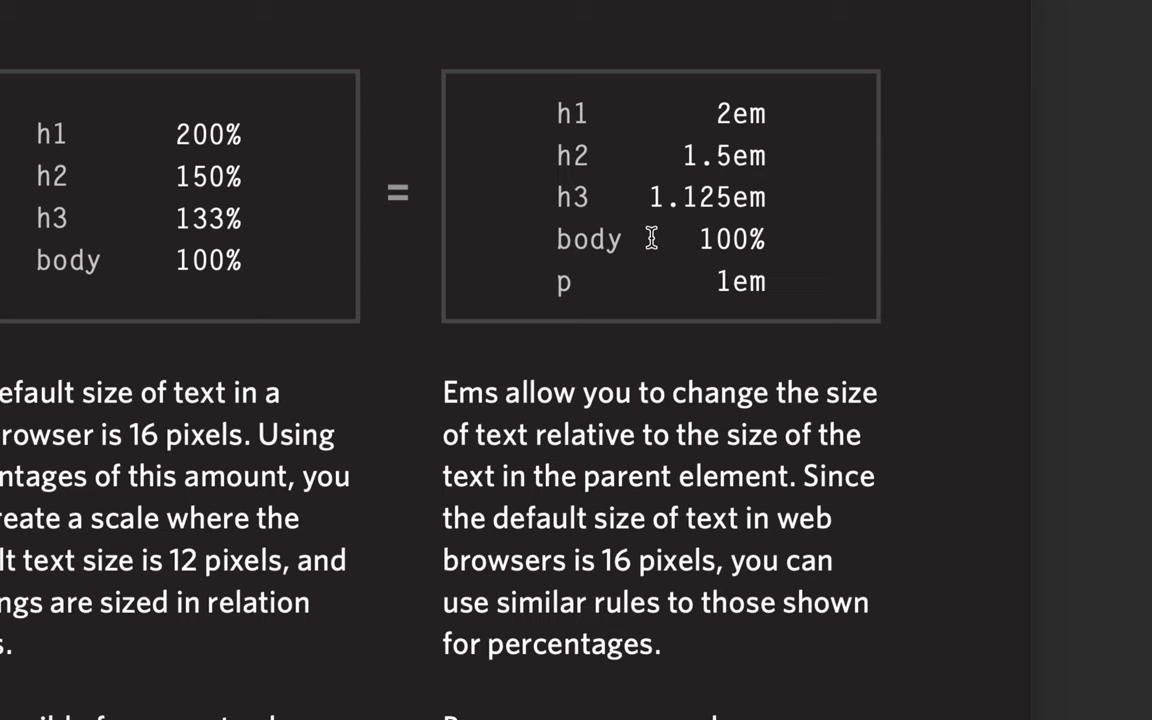 h1 200%
h2 150%
h3 133%
body 100%
=
h1 2em
h2 1.5em
h3 1.125em
body 100%
p 1em
efault size of text in a
rowser is 16 pixels. Using
ntages of this amount, you
reate a scale where the
lt text size is 12 pixels, and
ngs are sized in relation
s.
Ems allow you to change the size
of text relative to the size of the
text in the parent element. Since
the default size of text in web
browsers is 16 pixels, you can
use similar rules to those shown
for percentages.